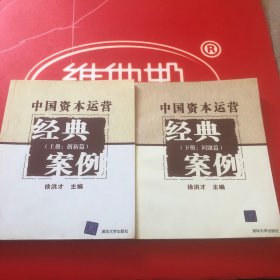 维他奶
中国资本运营
经典
(上册：创新篇)
案例
徐洪才 主编
清华大学出版社
中国资本运营
经典
(下册：问题篇)
案例
徐洪才 主编
清华大学出版社